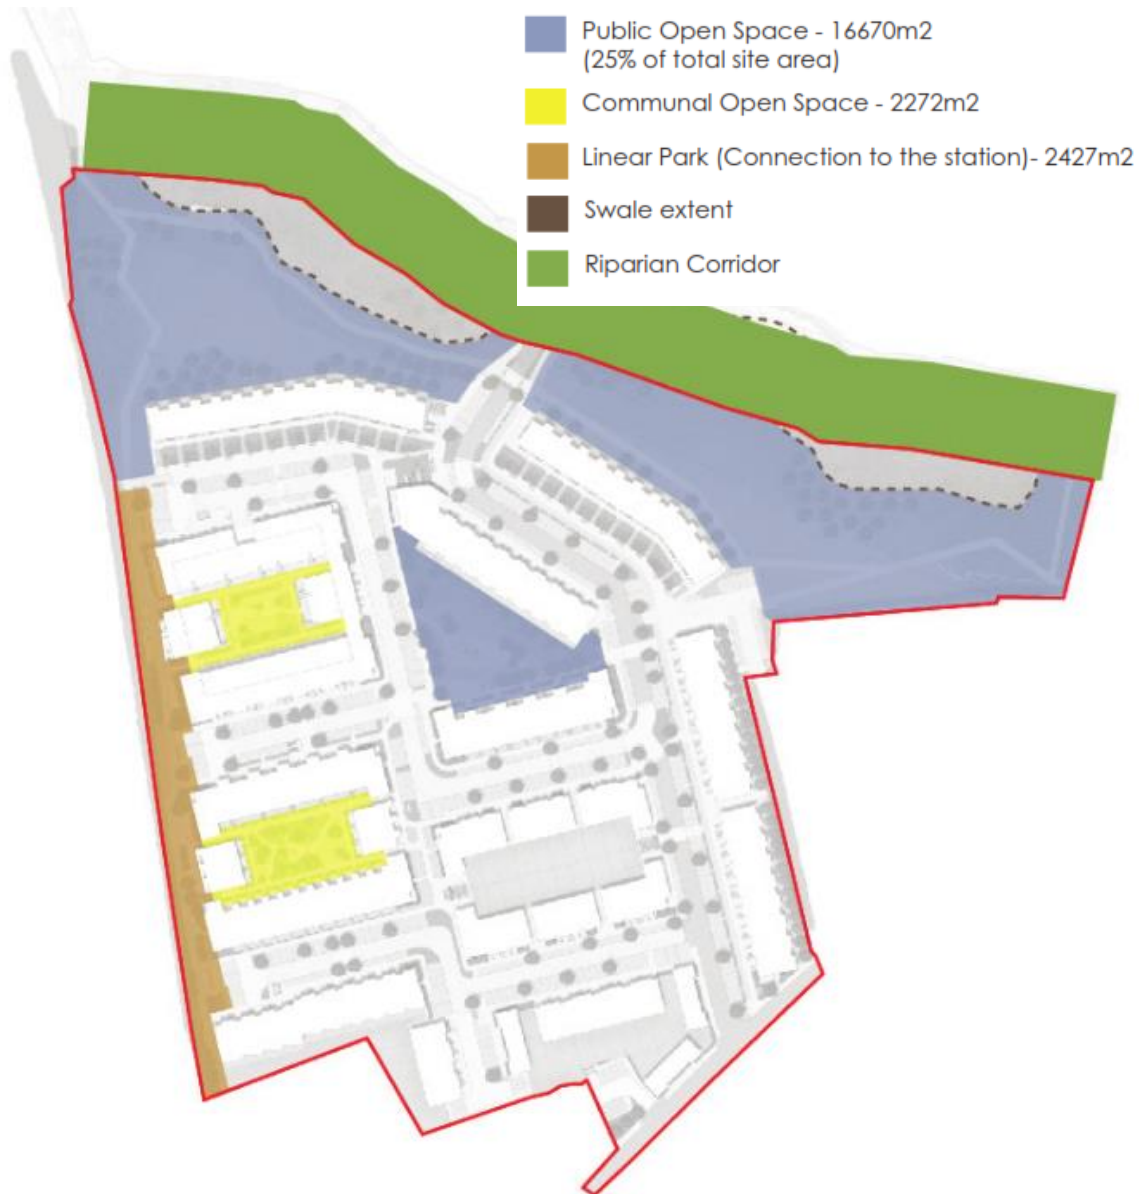 Public Open Space - 16670m2
(25% of total site area)
Communal Open Space - 2272m2
Linear Park (Connection to the station)- 2427m2
Swale extent
Riparian Corridor